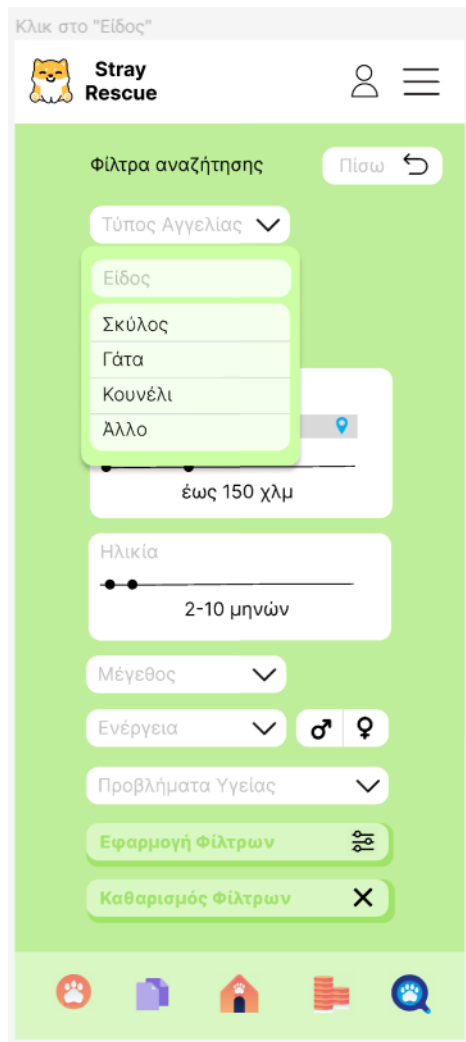 Κλικ στο "Είδος"
Stray
Rescue
Φίλτρα αναζήτησης
Πίσω
Τύπος Αγγελίας
Είδος
Σκύλος
Γάτα
Κουνέλι
Άλλο
έως 150 χλμ
Ηλικία
2-10 μηνών
Μέγεθος
Ενέργεια
Προβλήματα Υγείας
Εφαρμογή Φίλτρων
Καθαρισμός Φίλτρων